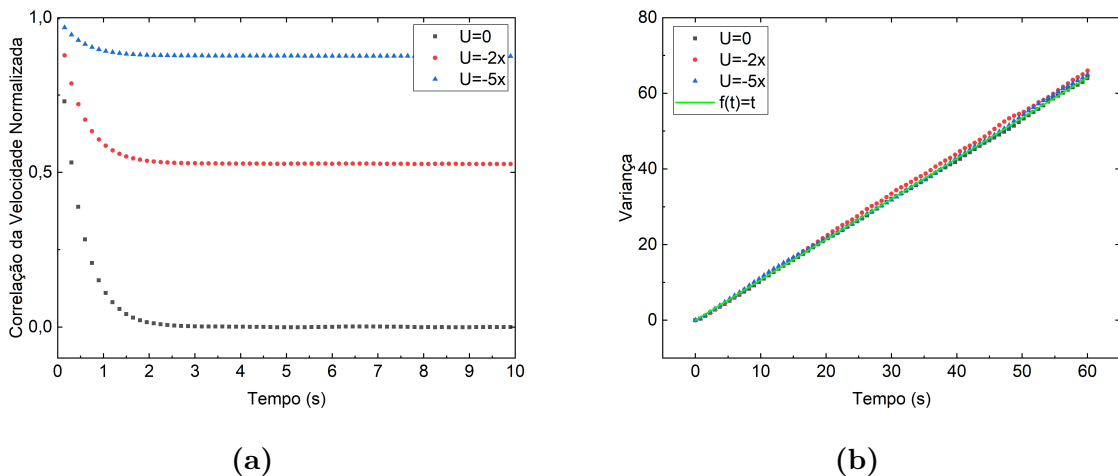 1,0
0,5
0,0
Correlação da Velocidade Normalizada
U=0
U=-2x
U=-5x
0 1 2 3 4 5 6 7 8 9 10
Tempo (s)
(a)
80
60
40
20
0
Variança
U=0
U=-2x
U=-5x
f(t)=t
0 10 20 30 40 50 60
Tempo (s)
(b)